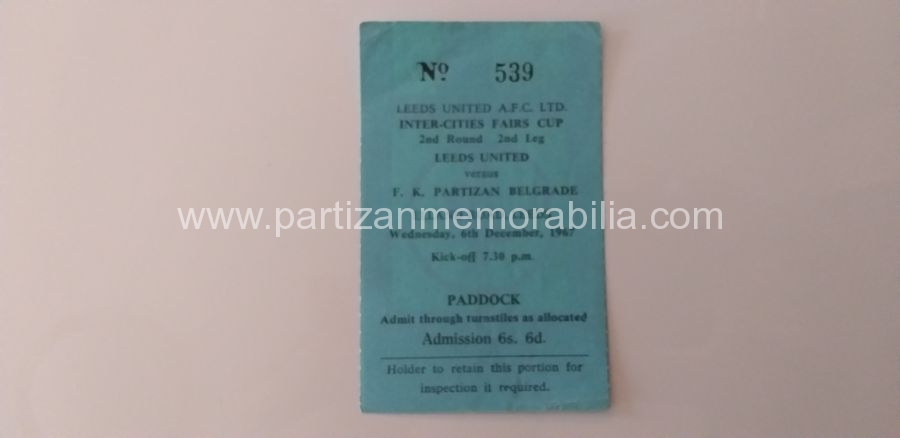 No 539
LEEDS UNITED A.F.C. LTD.
INTER-CITIES FAIRS CUP
2nd Round 2nd Leg
LEEDS UNITED
versus
F. K. PARTIZAN BELGRADE
www.partizanmemorabilia.com
Wednesday, 6th December, 1967
Kick-off 7.30 p.m.
PADDOCK
Admit through turnstiles as allocated
Admission 6s. 6d.
Holder to retain this portion for
inspection if required.